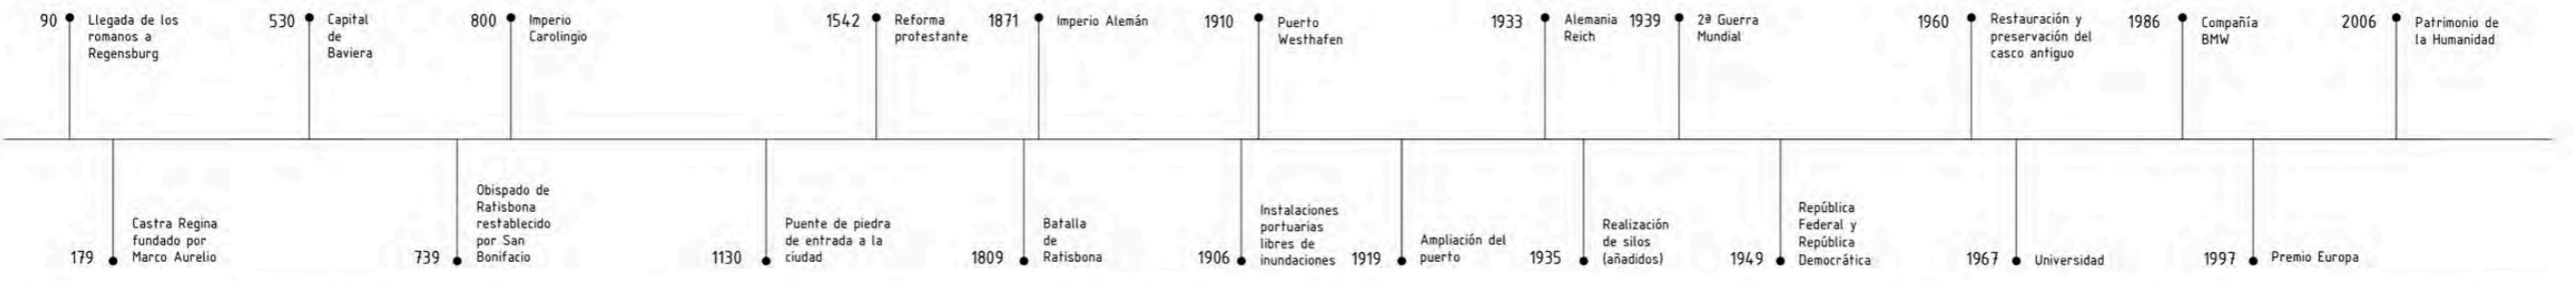 90
Llegada de los
romanos a
Regensburg
530
Capital
de
Baviera
800
Imperio
Carolingio
1542
Reforma
protestante
1871
Imperio Alemán
1910
Puerto
Westhafen
1933
Alemania
Reich
1939
2ª Guerra
Mundial
1960
Restauración y
preservación del
casco antiguo
1986
Compañía
BMW
2006
Patrimonio de
la Humanidad
179
Castra Regina
fundado por
Marco Aurelio
739
Obispado de
Ratisbona
restablecido
por San
Bonifacio
1130
Puente de piedra
de entrada a la
ciudad
1809
Batalla
de
Ratisbona
1906
Instalaciones
portuarias
libres de
inundaciones
1919
Ampliación del
puerto
1935
Realización
de silos
(añadidos)
1949
República
Federal y
República
Democrática
1967
Universidad
1997
Premio Europa